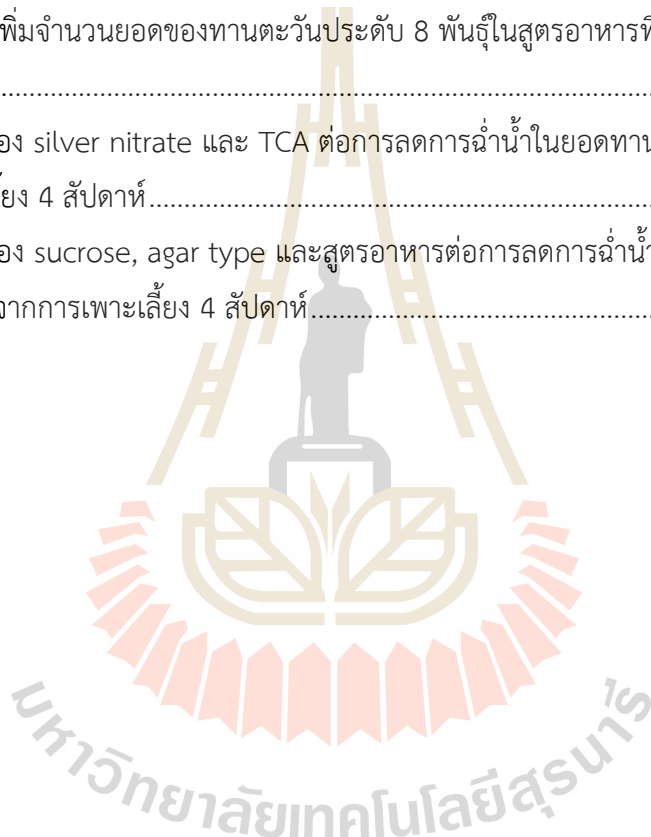 พิ่มจำนวนยอดของทานตะวันประดับ 8 พันธุ์ในสูตรอาหารที
................................................................................
อง silver nitrate และ TCA ต่อการลดการฉ่ำน้ำในยอดทาน
ยง 4 สัปดาห์................................................................
อง sucrose, agar type และสูตรอาหารต่อการลดการฉ่ำน้ำ
จากการเพาะเลี้ยง 4 สัปดาห์............................................
มหาวิทยาลัยเทคโนโลยีสุรนารี